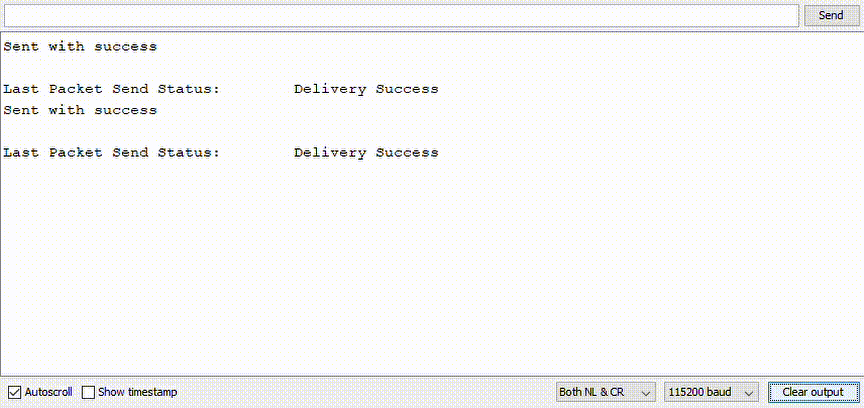 Send
Sent with success
Last Packet Send Status:         Delivery Success
Sent with success
Last Packet Send Status:         Delivery Success
Autoscroll Show timestamp Both NL & CR 115200 baud Clear output